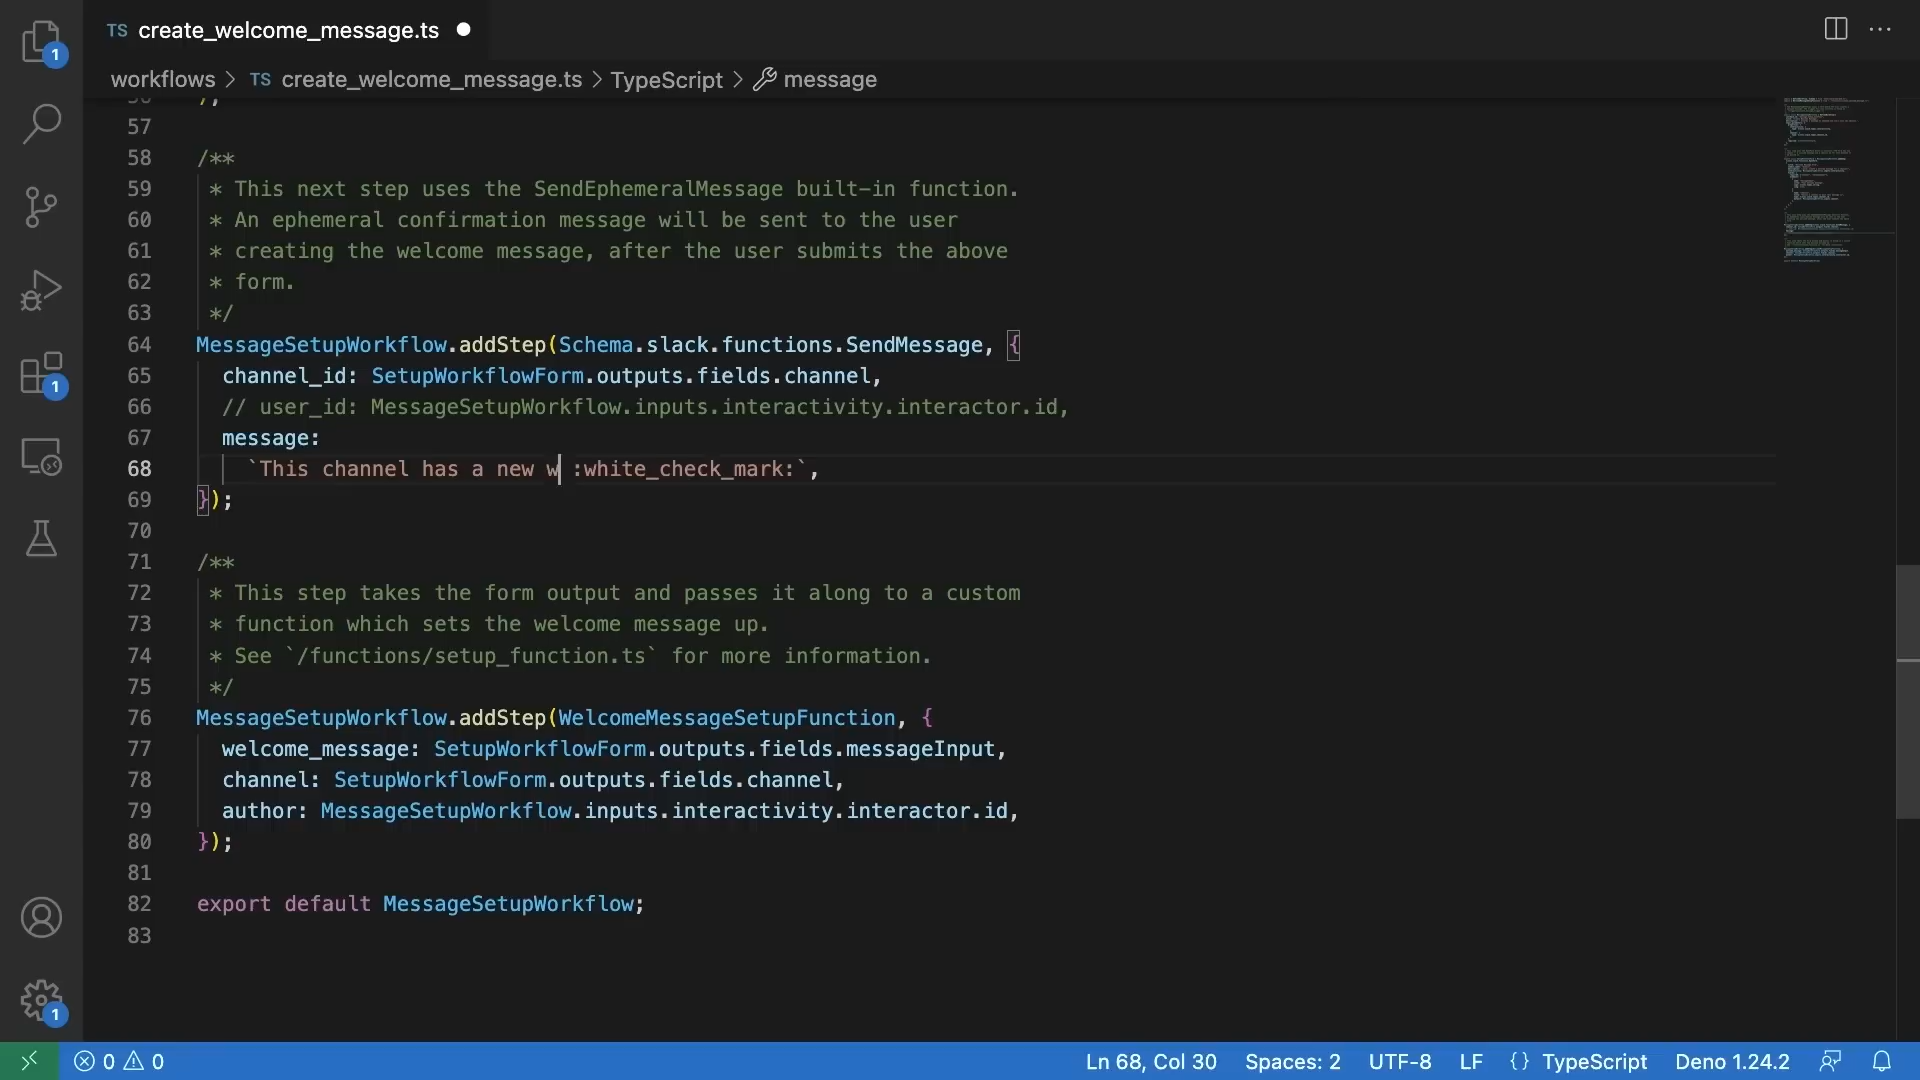 TS create_welcome_message.ts
workflows > TS create_welcome_message.ts > TypeScript > message
1
56 );
57
58 /**
59 * This next step uses the SendEphemeralMessage built-in function.
60 * An ephemeral confirmation message will be sent to the user
61 * creating the welcome message, after the user submits the above
62 * form.
63 */
64 MessageSetupWorkflow.addStep(Schema.slack.functions.SendMessage, {
65 channel_id: SetupWorkflowForm.outputs.fields.channel,
66 // user_id: MessageSetupWorkflow.inputs.interactivity.interactor.id,
67 message:
68 `This channel has a new w :white_check_mark:`,
69 });
70
71 /**
72 * This step takes the form output and passes it along to a custom
73 * function which sets the welcome message up.
74 * See `/functions/setup_function.ts` for more information.
75 */
76 MessageSetupWorkflow.addStep(WelcomeMessageSetupFunction, {
77 welcome_message: SetupWorkflowForm.outputs.fields.messageInput,
78 channel: SetupWorkflowForm.outputs.fields.channel,
79 author: MessageSetupWorkflow.inputs.interactivity.interactor.id,
80 });
81
82 export default MessageSetupWorkflow;
83
1
1
0 0 Ln 68, Col 30 Spaces: 2 UTF-8 LF {} TypeScript Deno 1.24.2